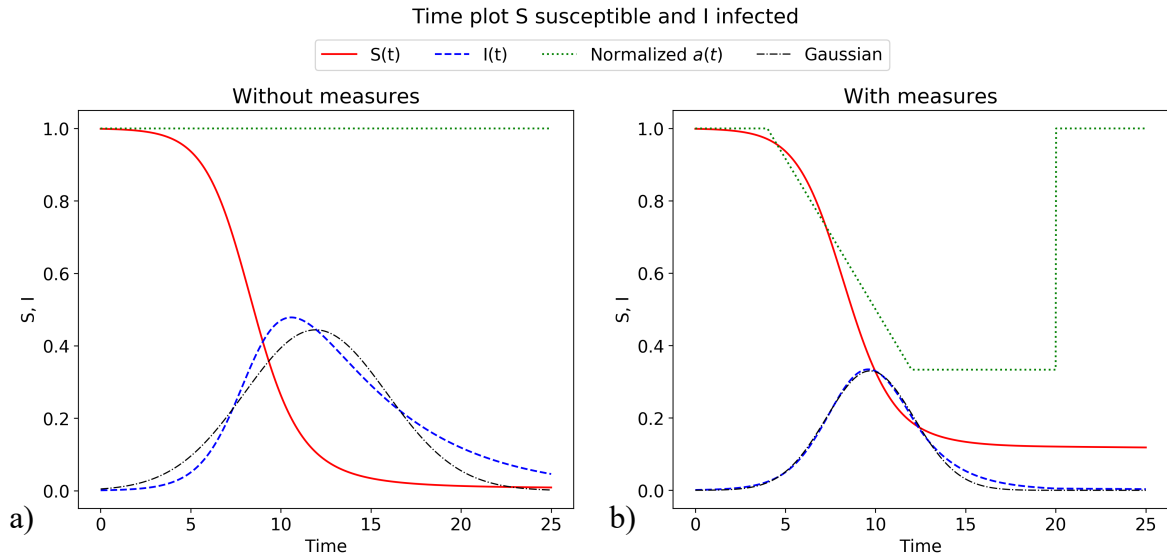 Time plot S susceptible and I infected
S(t) I(t) Normalized a(t) Gaussian
Without measures
1.0
0.8
0.6
0.4
0.2
0.0
S, I
0 5 10 15 20 25
Time
a)
With measures
1.0
0.8
0.6
0.4
0.2
0.0
S, I
0 5 10 15 20 25
Time
b)